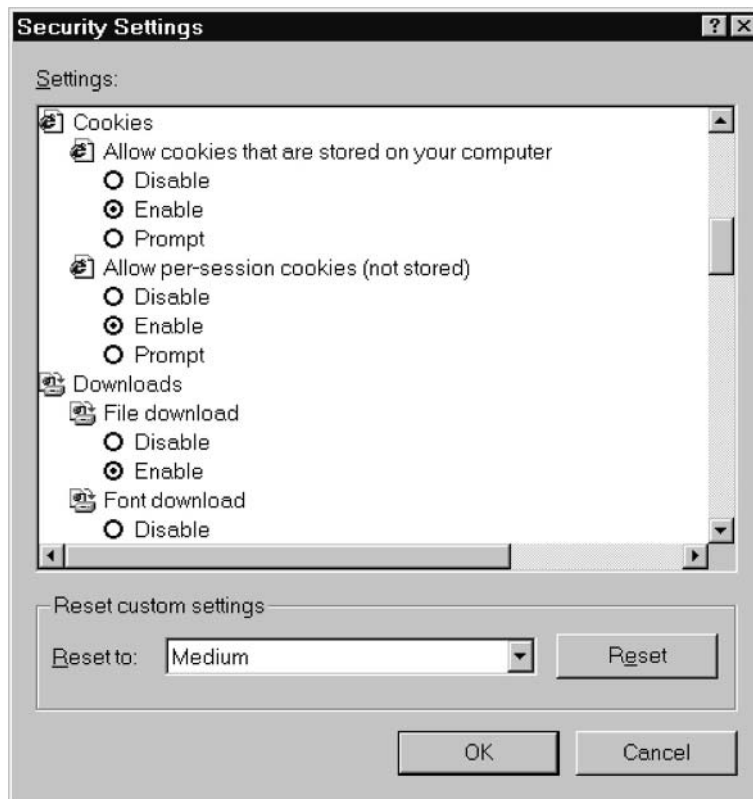 Security Settings
Settings:
Cookies
Allow cookies that are stored on your computer
Disable
Enable
Prompt
Allow per-session cookies (not stored)
Disable
Enable
Prompt
Downloads
File download
Disable
Enable
Font download
Disable
Reset custom settings
Reset to: Medium Reset
OK Cancel